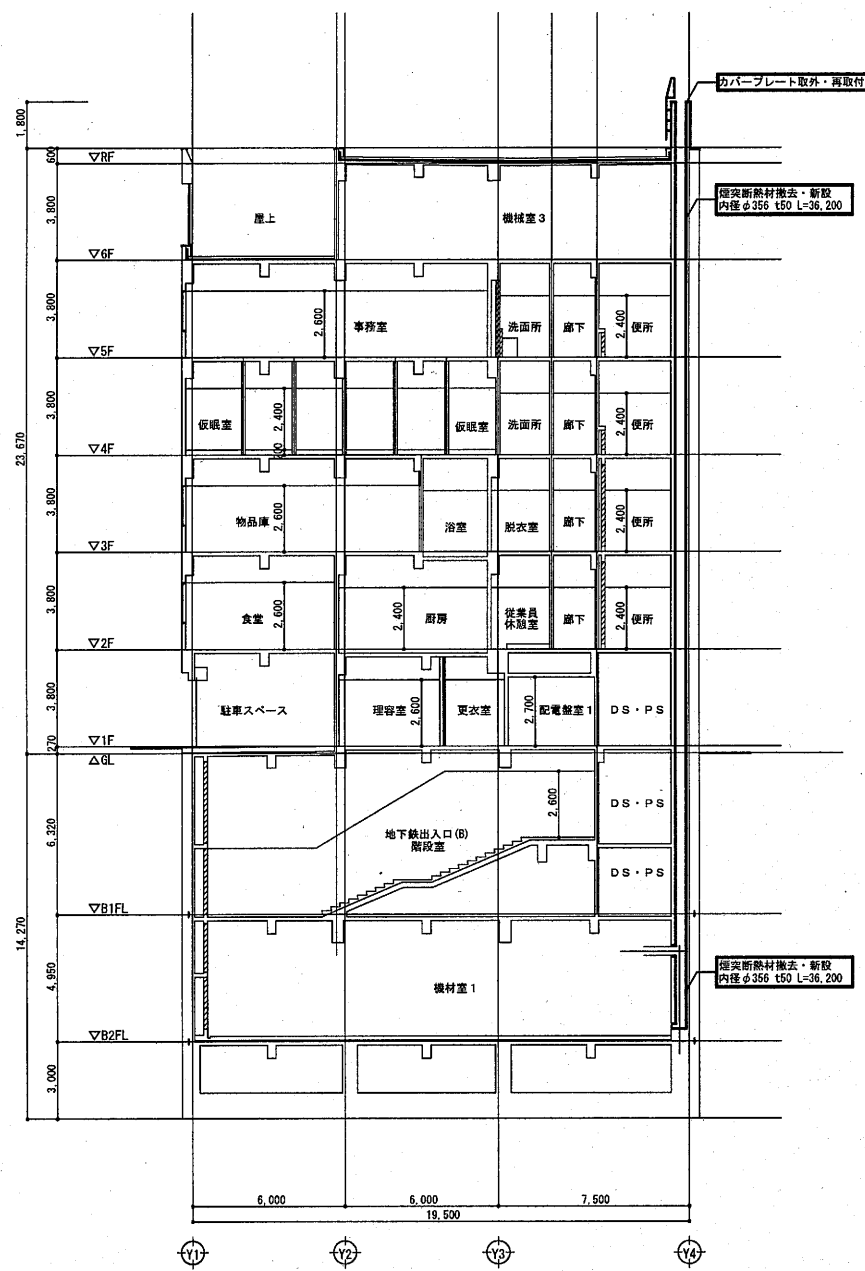 カバープレート取外・再取付
1,800
600
▽RF
煙突断熱材撤去・新設
内径φ356 t50 L=36,200
3,800
屋上
機械室3
▽6F
3,800
2,600
事務室
洗面所
廊下
2,400
便所
▽5F
3,800
仮眠室
2,400
仮眠室
洗面所
廊下
2,400
便所
▽4F
23,670
3,800
物品庫
2,600
浴室
脱衣室
廊下
2,400
便所
▽3F
3,800
食堂
2,600
2,400
厨房
従業員
休憩室
廊下
2,400
便所
▽2F
3,800
駐車スペース
理容室
2,600
更衣室
2,700
配電盤室1
DS・PS
▽1F
270
△GL
6,320
2,600
DS・PS
地下鉄出入口(B)
階段室
DS・PS
▽B1FL
14,270
4,950
機材室1
煙突断熱材撤去・新設
内径φ356 t50 L=36,200
▽B2FL
3,000
6,000
6,000
7,500
19,500
Y1
Y2
Y3
Y4